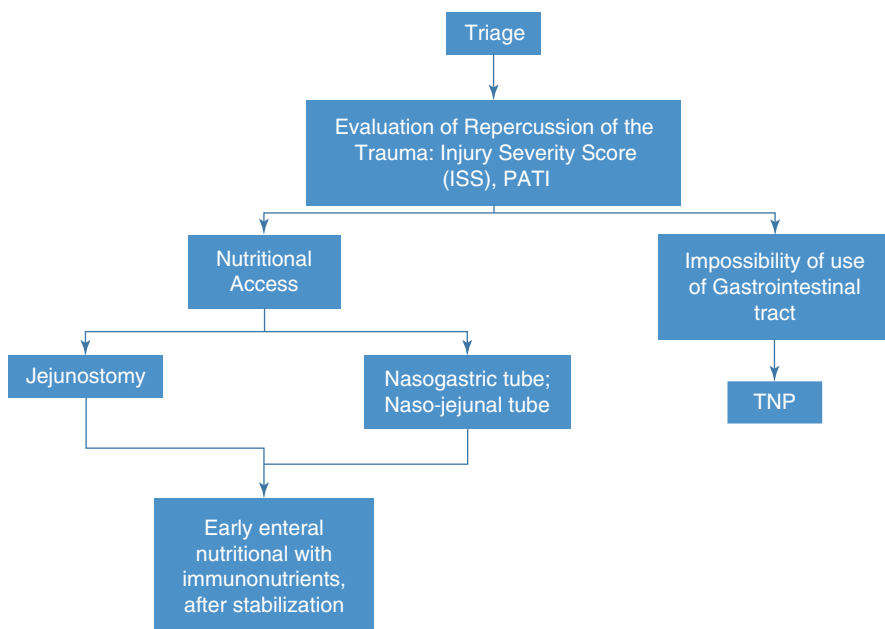 Triage
Evaluation of Repercussion of the
Trauma: Injury Severity Score
(ISS), PATI
Nutritional
Access
Impossibility of use
of Gastrointestinal
tract
Jejunostomy
Nasogastric tube;
Naso-jejunal tube
TNP
Early enteral
nutritional with
immunonutrients,
after stabilization